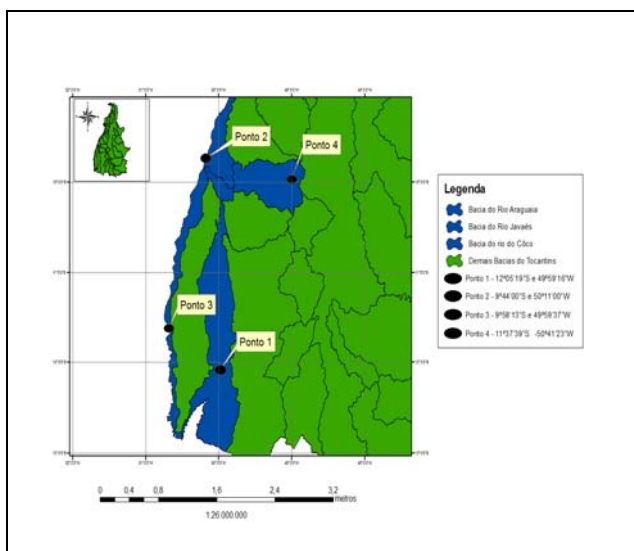 Ponto 2
Ponto 4
Ponto 3
Ponto 1
Legenda
Bacia do Rio Araguaia
Bacia do Rio Javaés
Bacia do rio do Côco
Demais Bacias do Tocantins
Ponto 1 - 12º05'19"S e 49º59'16"W
Ponto 2 - 9º44'00"S e 50º11'00"W
Ponto 3 - 9º58'13"S e 49º59'37"W
Ponto 4 - 11º37'39"S -50º41'23"W
0 0,4 0,8 1,6 2,4 3,2
metros
1:26.000.000